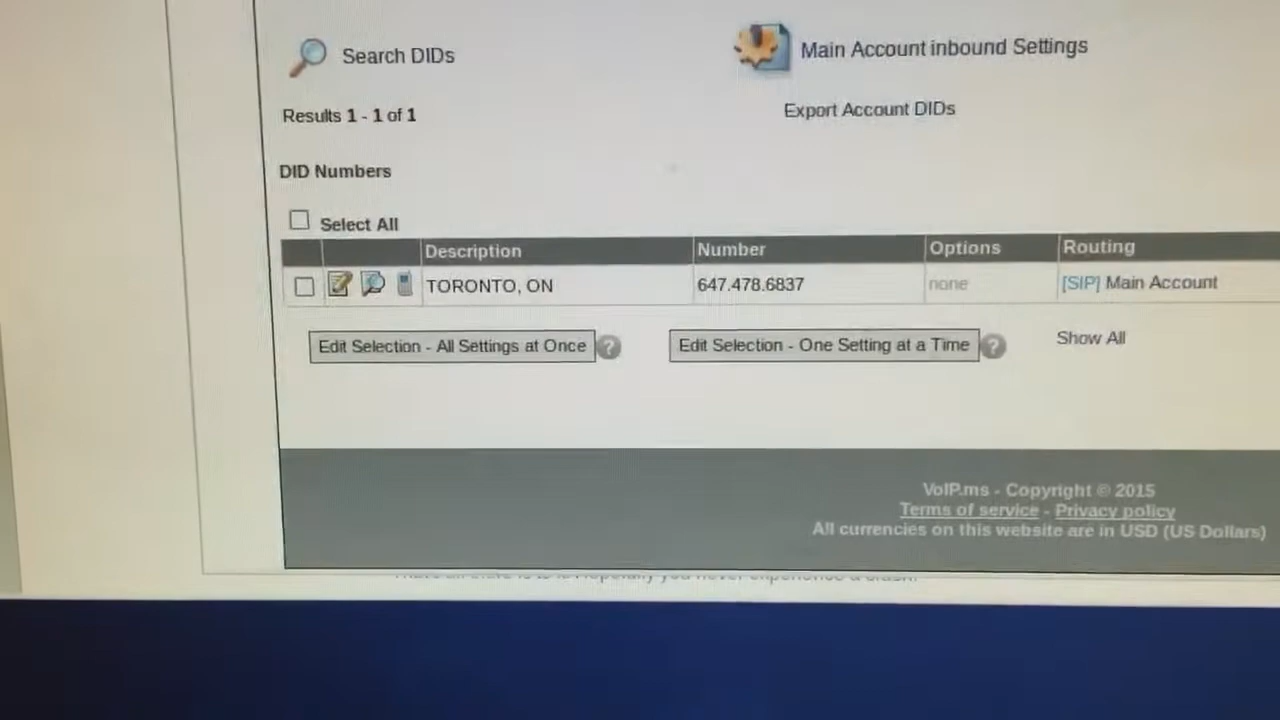 Search DIDs
Main Account inbound Settings
Results 1 - 1 of 1
Export Account DIDs
DID Numbers
Select All
Description Number Options Routing
TORONTO, ON 647.478.6837 none [SIP] Main Account
Edit Selection - All Settings at Once ? Edit Selection - One Setting at a Time ? Show All
VoIP.ms - Copyright © 2015
Terms of service - Privacy policy
All currencies on this website are in USD (US Dollars)